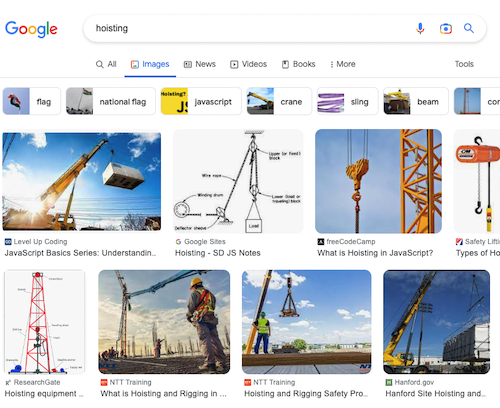 Google
hoisting
All
Images
News
Videos
Books
More
Tools
flag
national flag
Hoisting?
javascript
crane
sling
beam
Upper (or fixed)
block
Wire rope
Winding drum
Lower (load or
traveling) block
Deflector sheave
Load
CM
Level Up Coding
JavaScript Basics Series: Understandin...
Google Sites
Hoisting - SD JS Notes
freeCodeCamp
What is Hoisting in JavaScript?
Safety Lifti
Types of Ho
ResearchGate
Hoisting equipment ...
NTT Training
What is Hoisting and Rigging in ...
NTT Training
Hoisting and Rigging Safety Pro...
Hanford.gov
Hanford Site Hoisting and...